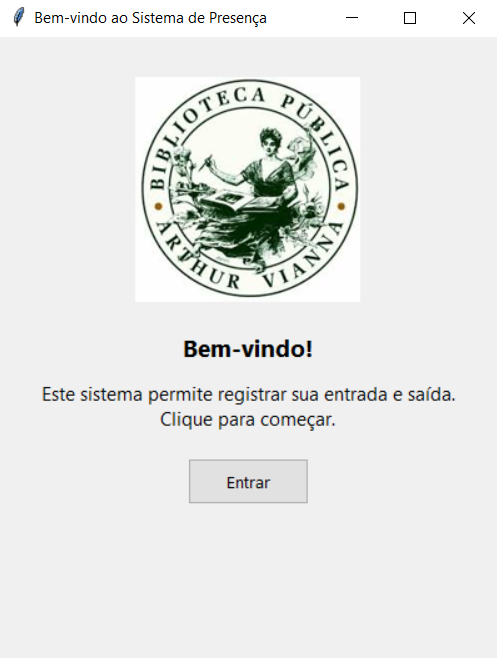 Bem-vindo ao Sistema de Presença
BIBLIOTECA PÚBLICA
ARTHUR VIANNA
Bem-vindo!
Este sistema permite registrar sua entrada e saída.
Clique para começar.
Entrar